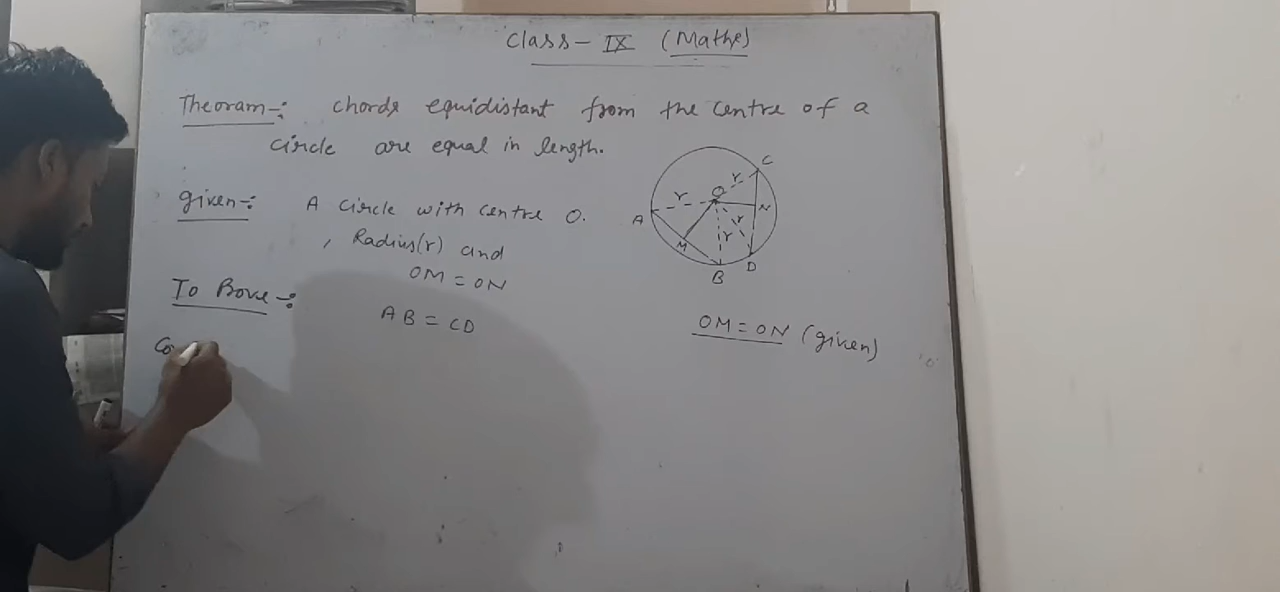 Class - IX (Maths)
Theoram -: chords equidistant from the centre of a
circle are equal in length.
given -: A circle with centre O.
, Radius(r) and
OM = ON
To Prove -:
AB = CD
Co
A
B
C
D
O
M
N
r
r
r
r
OM = ON (given)